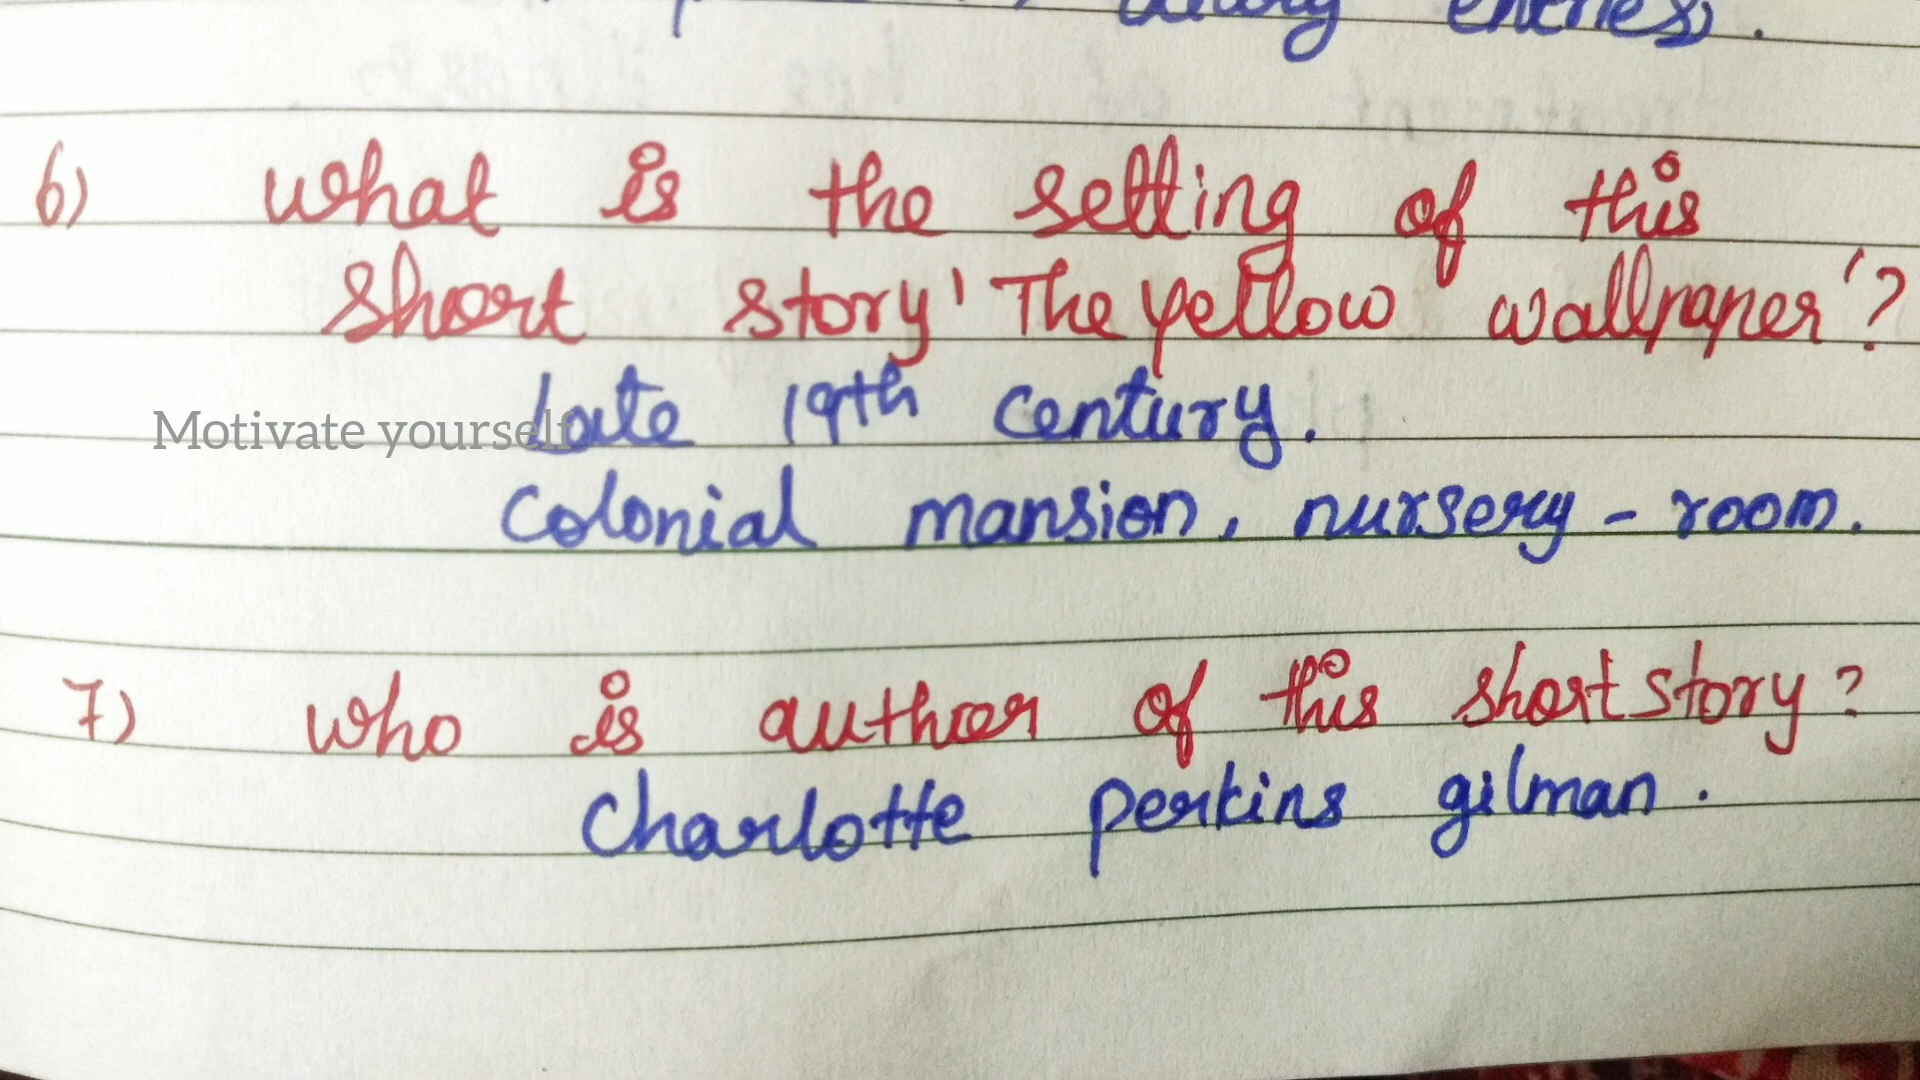 entries.
6) what is the setting of this
short story 'The yellow wallpaper'?
Late 19th century.
Motivate yourself
Colonial mansion, nursery - room.
7) who is author of this short story?
Charlotte perkins gilman.